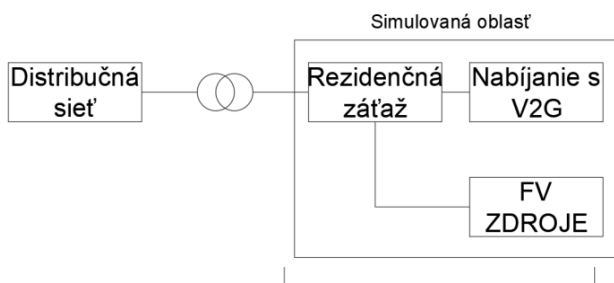 Simulovaná oblasť
Distribučná
sieť
Rezidenčná
záťaž
Nabíjanie s
V2G
FV
ZDROJE